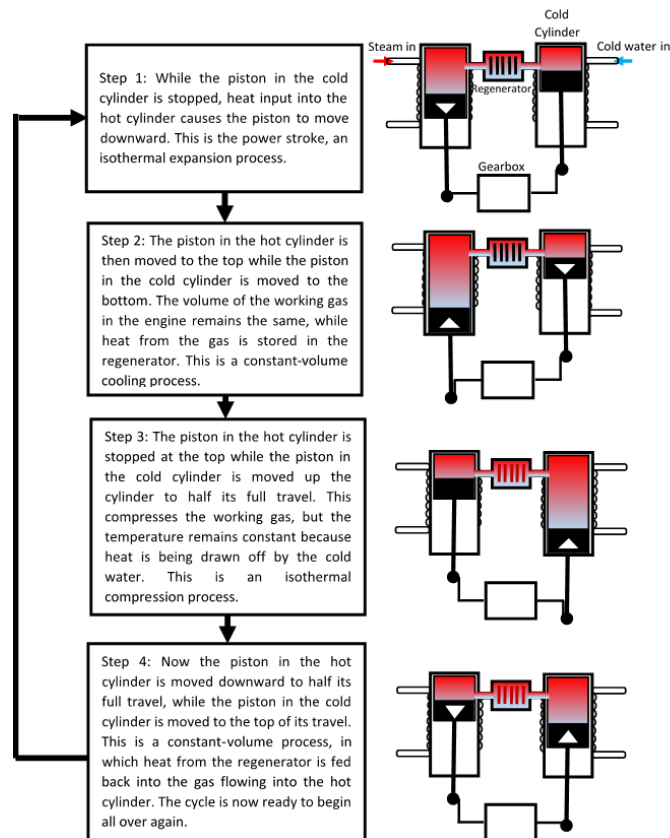 Cold
Cylinder
Steam in
Cold water in
Regenerator
Step 1: While the piston in the cold
cylinder is stopped, heat input into the
hot cylinder causes the piston to move
downward. This is the power stroke, an
isothermal expansion process.
Gearbox
Step 2: The piston in the hot cylinder is
then moved to the top while the piston
in the cold cylinder is moved to the
bottom. The volume of the working gas
in the engine remains the same, while
heat from the gas is stored in the
regenerator. This is a constant-volume
cooling process.
Step 3: The piston in the hot cylinder is
stopped at the top while the piston in
the cold cylinder is moved up the
cylinder to half its full travel. This
compresses the working gas, but the
temperature remains constant because
heat is being drawn off by the cold
water. This is an isothermal
compression process.
Step 4: Now the piston in the hot
cylinder is moved downward to half its
full travel, while the piston in the cold
cylinder is moved to the top of its travel.
This is a constant-volume process, in
which heat from the regenerator is fed
back into the gas flowing into the hot
cylinder. The cycle is now ready to begin
all over again.